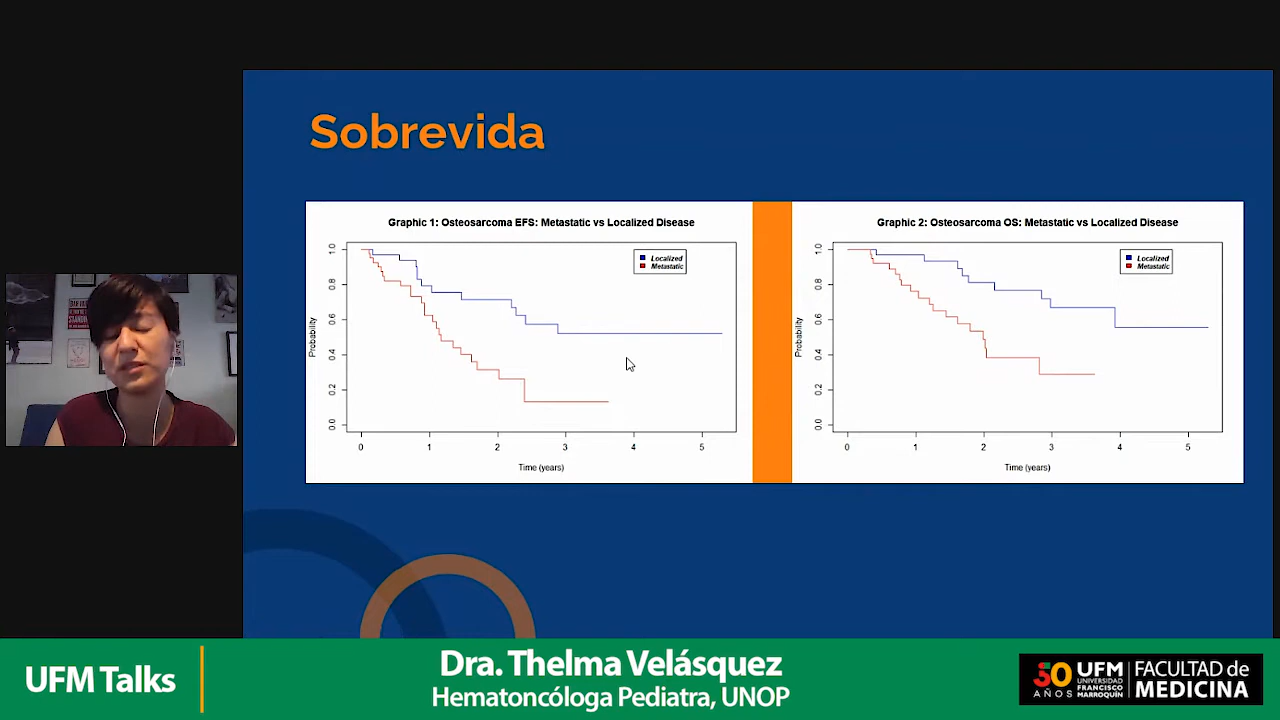 Sobrevida
Graphic 1: Osteosarcoma EFS: Metastatic vs Localized Disease
Probability
0.0 0.2 0.4 0.6 0.8 1.0
Localized
Metastatic
0 1 2 3 4 5
Time (years)
Graphic 2: Osteosarcoma OS: Metastatic vs Localized Disease
Probability
0.0 0.2 0.4 0.6 0.8 1.0
Localized
Metastatic
0 1 2 3 4 5
Time (years)
UFM Talks
Dra. Thelma Velásquez
Hematoncóloga Pediatra, UNOP
50
AÑOS
UFM
UNIVERSIDAD
FRANCISCO
MARROQUÍN
FACULTAD de
MEDICINA